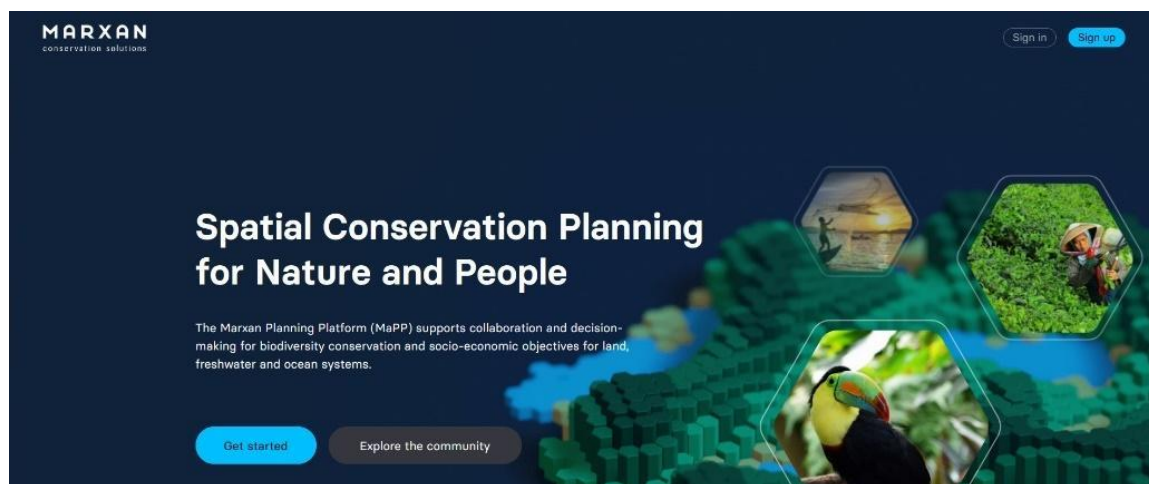 MARXAN
conservation solutions
Sign in
Sign up
Spatial Conservation Planning
for Nature and People
The Marxan Planning Platform (MaPP) supports collaboration and decision-
making for biodiversity conservation and socio-economic objectives for land,
freshwater and ocean systems.
Get started
Explore the community